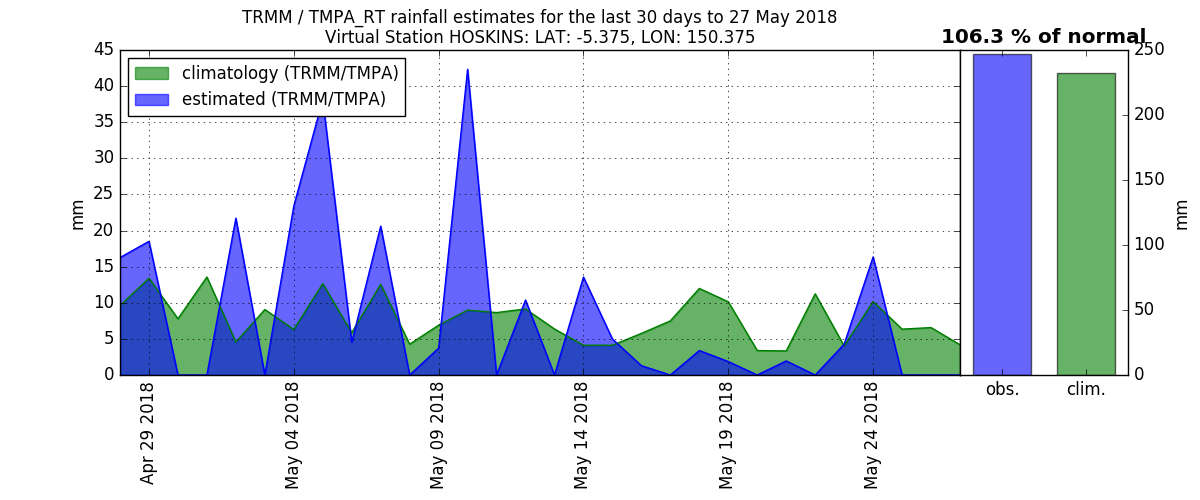 TRMM / TMPA_RT rainfall estimates for the last 30 days to 27 May 2018
Virtual Station HOSKINS: LAT: -5.375, LON: 150.375
106.3 % of normal
climatology (TRMM/TMPA)
estimated (TRMM/TMPA)
45
40
35
30
25
20
15
10
5
0
mm
Apr 29 2018
May 04 2018
May 09 2018
May 14 2018
May 19 2018
May 24 2018
250
200
150
100
50
0
mm
obs.
clim.